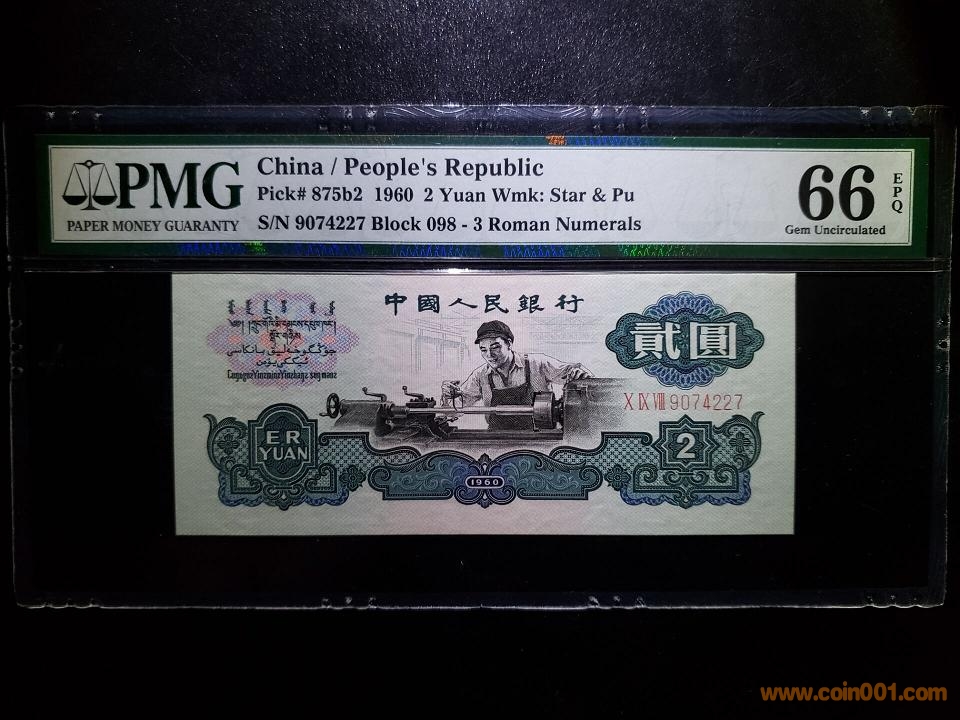 PMG
PAPER MONEY GUARANTY
China / People's Republic
Pick# 875b2 1960 2 Yuan Wmk: Star & Pu
S/N 9074227 Block 098 - 3 Roman Numerals
66 EPQ
Gem Uncirculated
中國人民銀行
貳圓
X IX VIII 9074227
ER
YUAN
2
1960
www.coin001.com